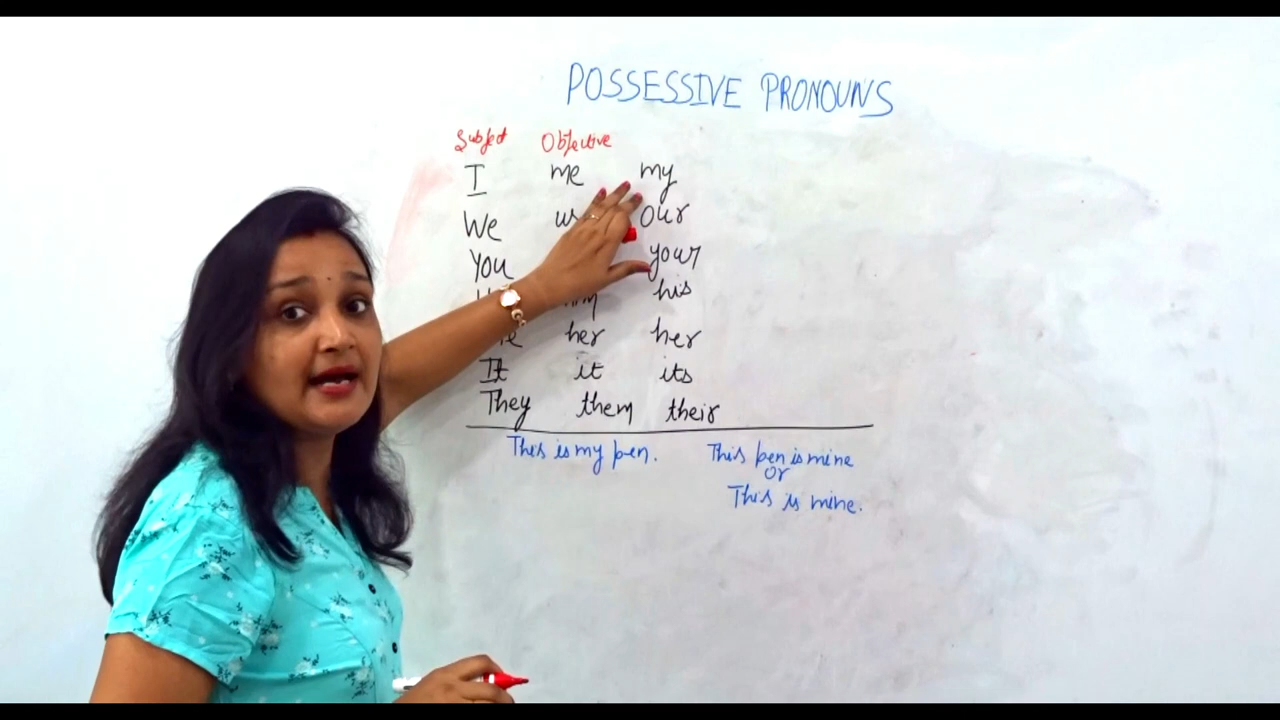 POSSESSIVE PRONOUNS
Subject Objective
I me my
We us our
You your
his
her her
It it its
They them their
This is my pen. This pen is mine
or
This is mine.